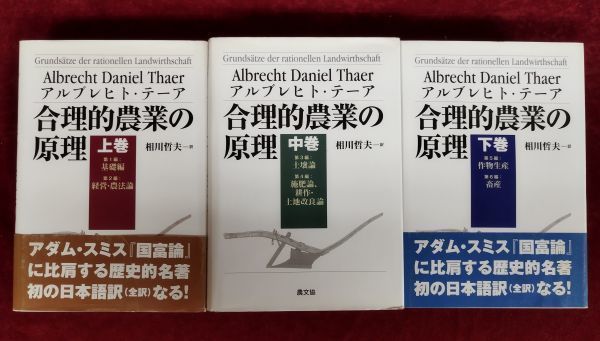 Grundsätze der rationellen Landwirthschaft
Albrecht Daniel Thaer
アルブレヒト・テーア
合理的農業の
原理
上巻
相川哲夫―訳
第1編:
基礎編
第2編:
経営・農法論
アダム・スミス『国富論』
に比肩する歴史的名著
初の日本語訳(全訳)なる!
Grundsätze der rationellen Landwirthschaft
Albrecht Daniel Thaer
アルブレヒト・テーア
合理的農業の
原理
中巻
相川哲夫―訳
第3編:
土壌論
第4編:
施肥論、
耕作・
土地改良論
農文協
Grundsätze der rationellen Landwirthschaft
Albrecht Daniel Thaer
アルブレヒト・テーア
合理的農業の
原理
下巻
相川哲夫―訳
第5編:
作物生産
第6編:
畜産
アダム・スミス『国富論』
に比肩する歴史的名著
初の日本語訳(全訳)なる!